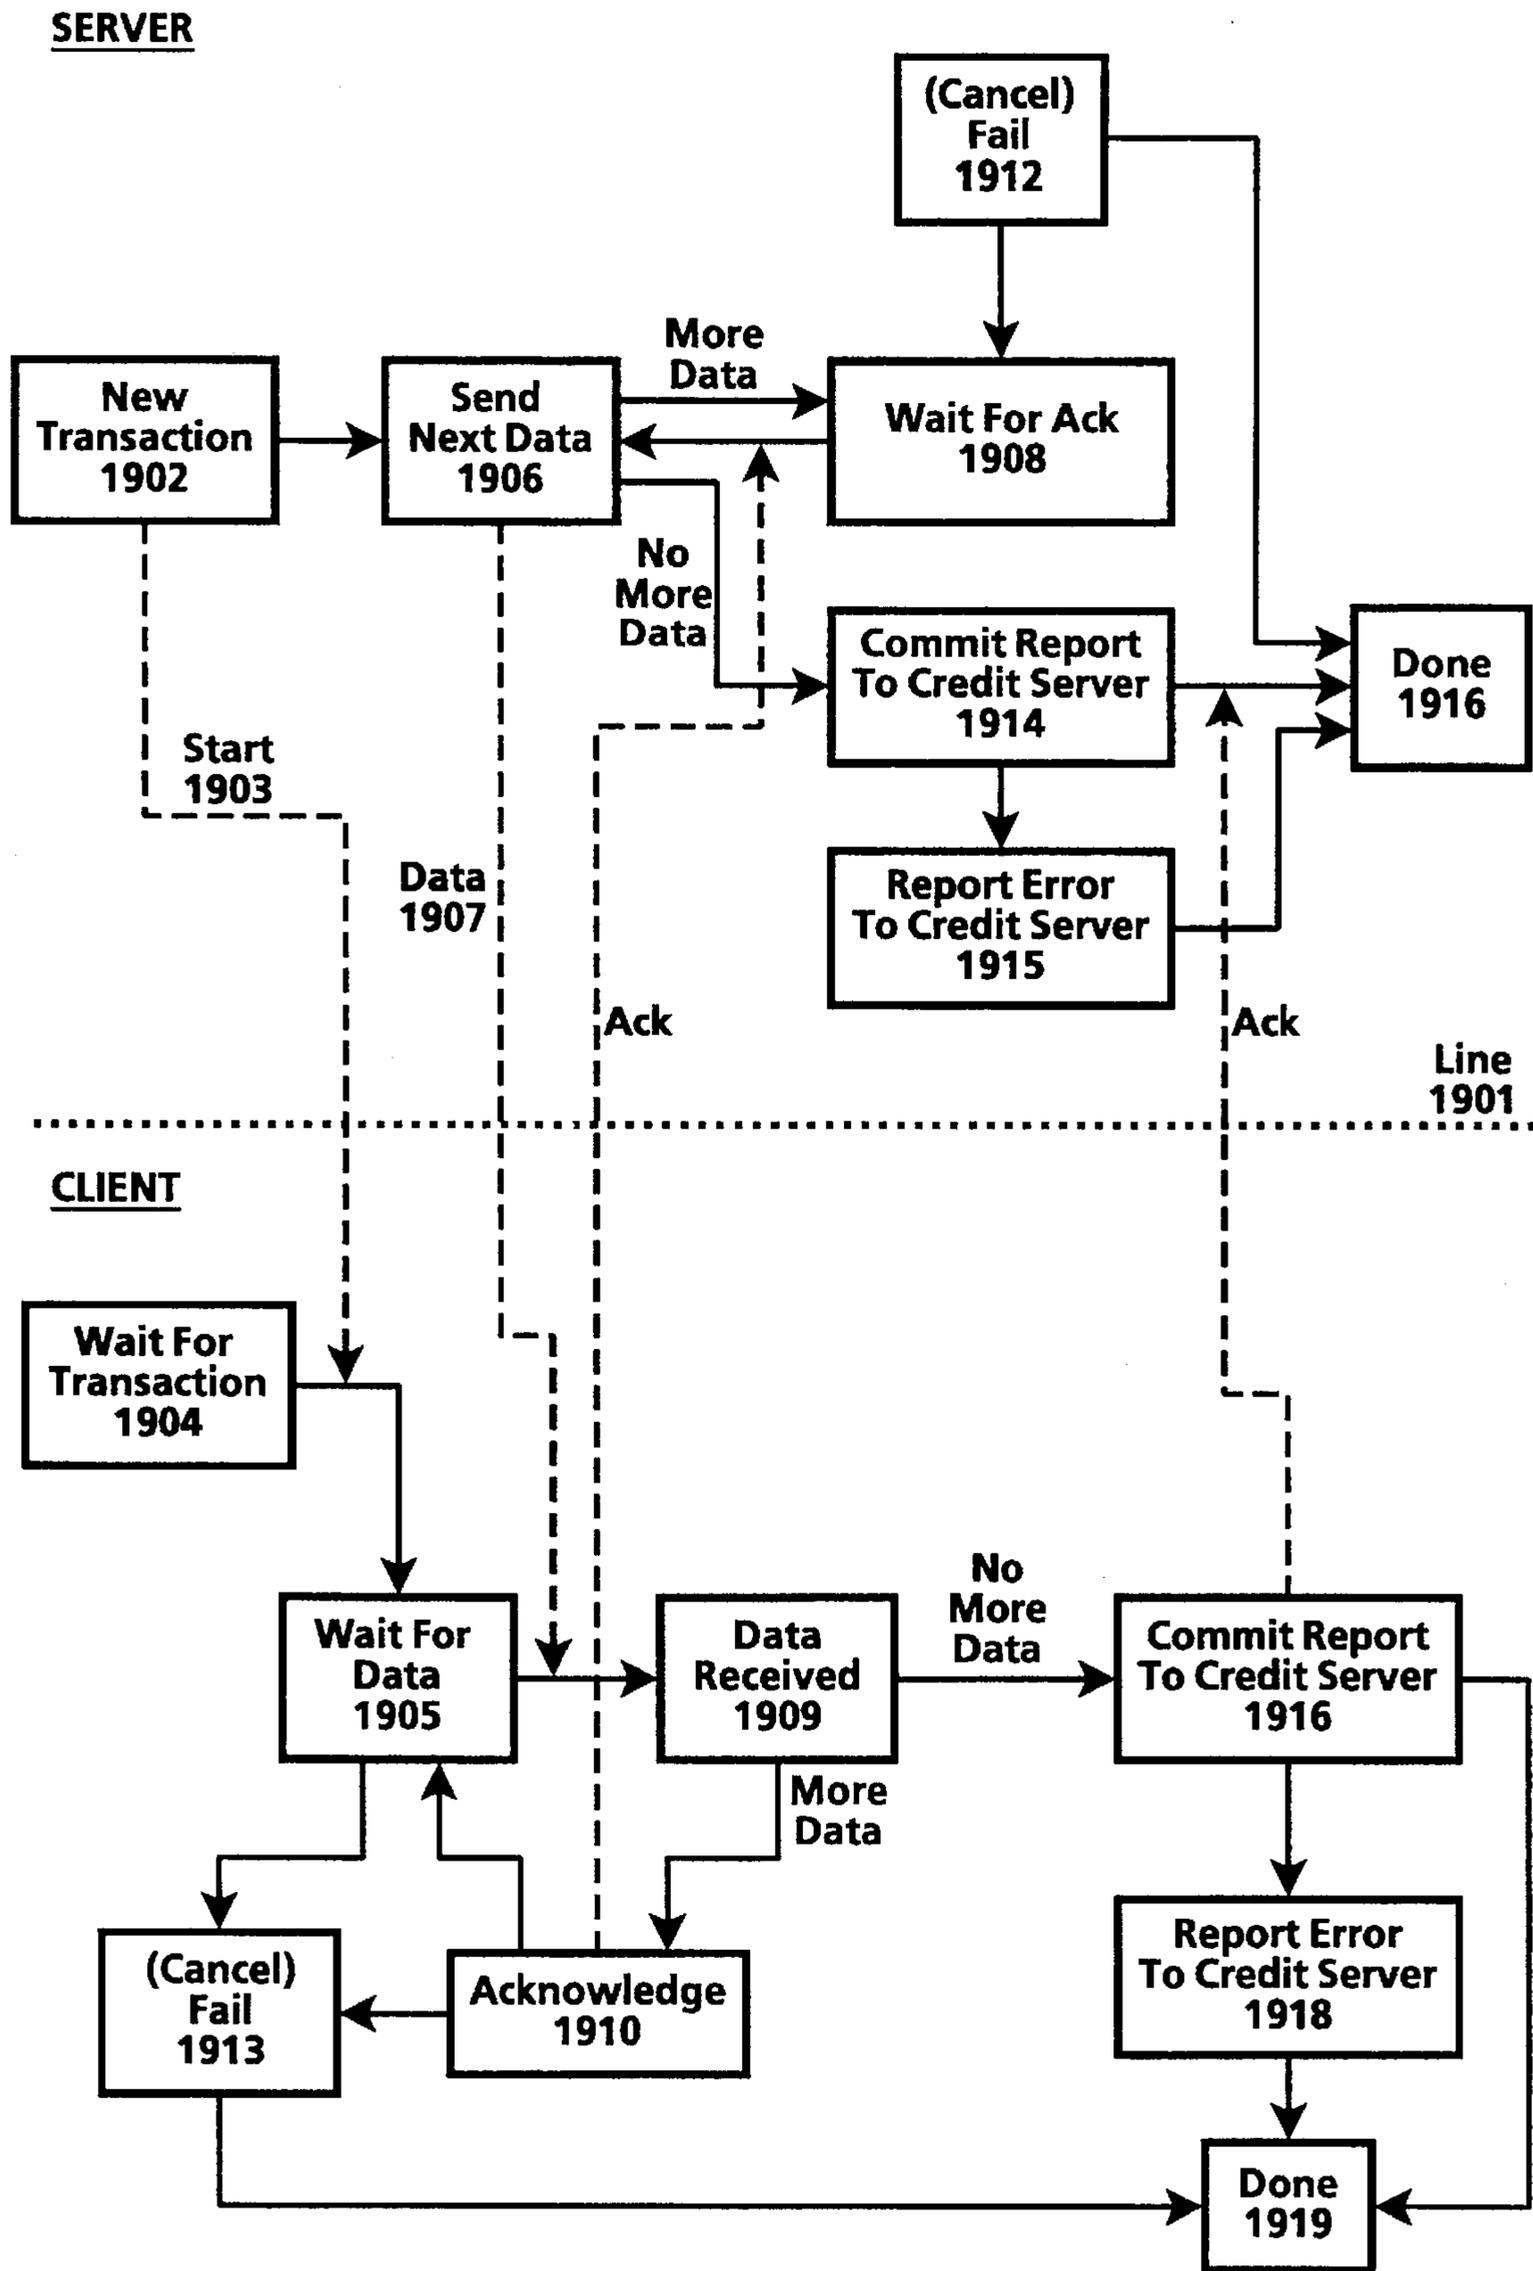 SERVER
(Cancel)
Fail
1912
More
Data
New
Transaction
1902
Send
Next Data
1906
Wait For Ack
1908
No
More
Data
Commit Report
To Credit Server
1914
Done
1916
Start
1903
Data
1907
Report Error
To Credit Server
1915
Ack
Ack
Line
1901
CLIENT
Wait For
Transaction
1904
Wait For
Data
1905
Data
Received
1909
No
More
Data
Commit Report
To Credit Server
1916
More
Data
(Cancel)
Fail
1913
Acknowledge
1910
Report Error
To Credit Server
1918
Done
1919